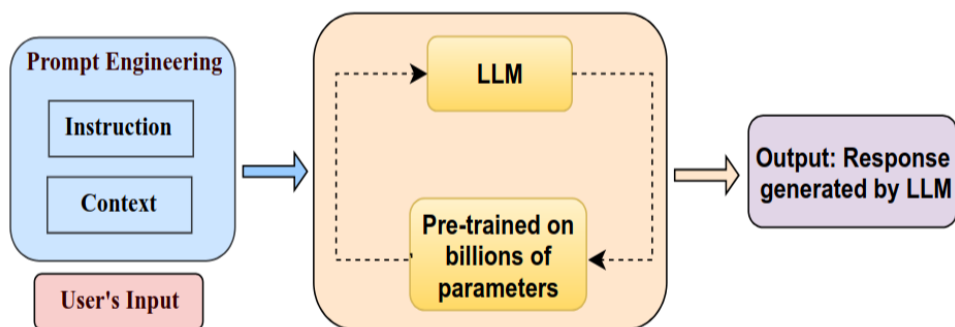 Prompt Engineering
Instruction
Context
User's Input
LLM
Pre-trained on
billions of
parameters
Output: Response
generated by LLM